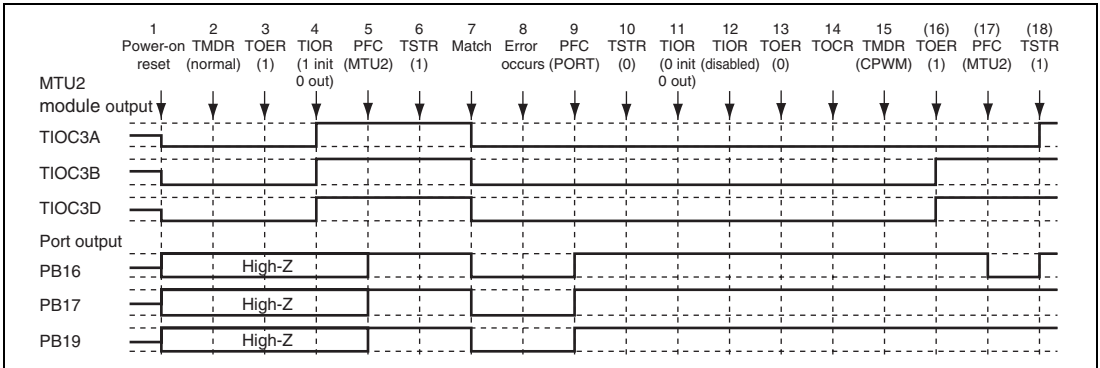 1 2 3 4 5 6 7 8 9 10 11 12 13 14 15 (16) (17) (18)
Power-on TMDR TOER TIOR PFC TSTR Match Error PFC TSTR TIOR TIOR TOER TOCR TMDR TOER PFC TSTR
reset (normal) (1) (1 init (MTU2) (1) occurs (PORT) (0) (0 init (disabled) (0) (CPWM) (1) (MTU2) (1)
0 out) 0 out)
MTU2
module output
TIOC3A
TIOC3B
TIOC3D
Port output
PB16 High-Z
PB17 High-Z
PB19 High-Z